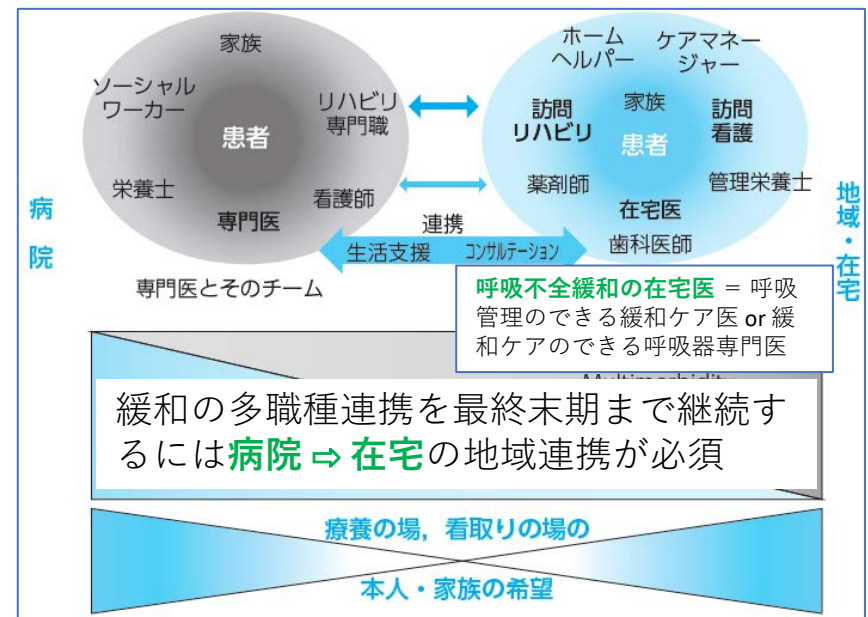 家族
ソーシャル
ワーカー
リハビリ
専門職
患者
栄養士
看護師
専門医
専門医とそのチーム
病
院
ホーム
ヘルパー
ケアマネー
ジャー
訪問
リハビリ
家族
訪問
看護
患者
薬剤師
管理栄養士
在宅医
歯科医師
地域・在宅
連携
生活支援 コンサルテーション
呼吸不全緩和の在宅医 = 呼吸
管理のできる緩和ケア医 or 緩
和ケアのできる呼吸器専門医
緩和の多職種連携を最終末期まで継続す
るには病院 ⇨ 在宅の地域連携が必須
療養の場，看取りの場の
本人・家族の希望